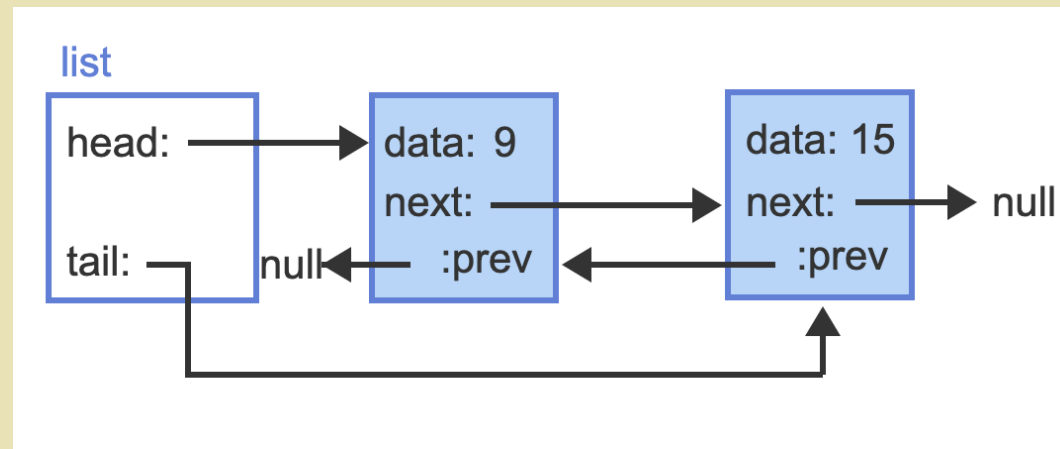 list
head:
data: 9
data: 15
next:
next:
null
tail:
null
:prev
:prev